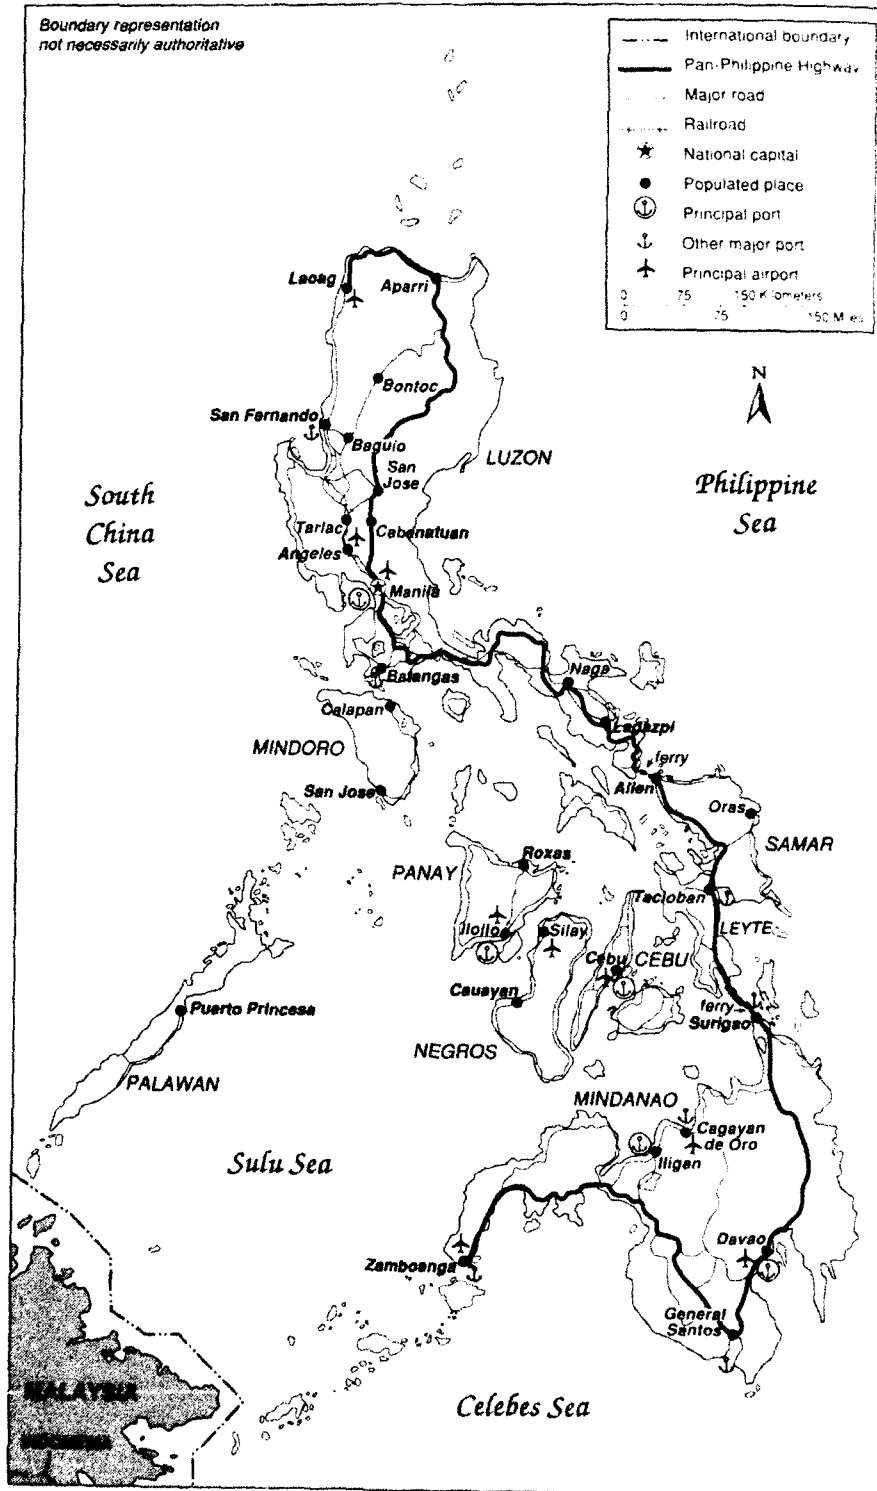 Boundary representation
not necessarily authoritative
International boundary
Pan-Philippine Highway
Major road
Railroad
National capital
Populated place
Principal port
Other major port
Principal airport
0 75 150 Kilometers
0 75 150 Miles
N
Laoag
Aparri
Bontoc
San Fernando
Baguio
LUZON
San
Jose
South
China
Sea
Philippine
Sea
Tarlac
Cabanatuan
Angeles
Manila
Batangas
Naga
Calapan
Legazpi
MINDORO
ferry
Allen
San Jose
Oras
SAMAR
Roxas
PANAY
Tacloban
LEYTE
Iloilo
Silay
Cebu
CEBU
Cauayan
Puerto Princesa
ferry
Surigao
NEGROS
PALAWAN
MINDANAO
Cagayan
de Oro
Iligan
Sulu Sea
Davao
Zamboanga
General
Santos
MALAYSIA
INDONESIA
Celebes Sea